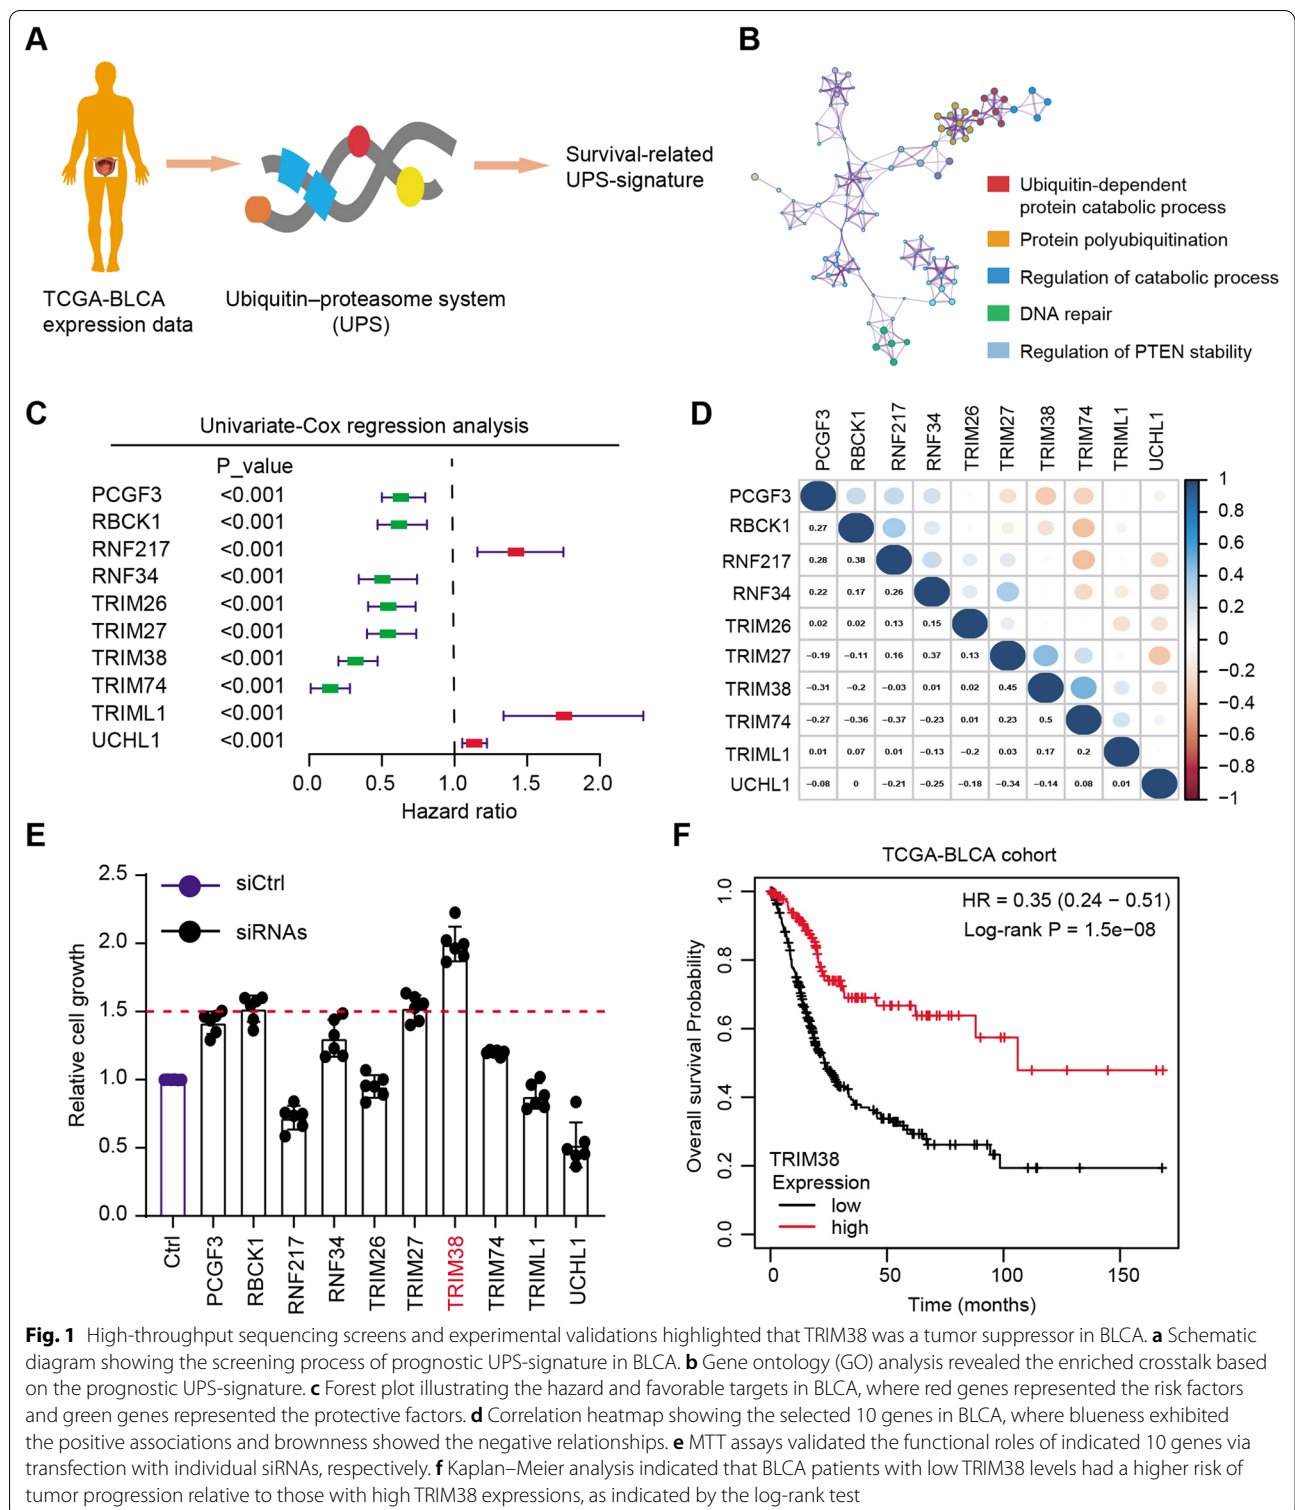 A
TCGA-BLCA
expression data
Ubiquitin–proteasome system
(UPS)
Survival-related
UPS-signature
B
Ubiquitin-dependent
protein catabolic process
Protein polyubiquitination
Regulation of catabolic process
DNA repair
Regulation of PTEN stability
C
Univariate-Cox regression analysis
P_value
PCGF3 <0.001
RBCK1 <0.001
RNF217 <0.001
RNF34 <0.001
TRIM26 <0.001
TRIM27 <0.001
TRIM38 <0.001
TRIM74 <0.001
TRIML1 <0.001
UCHL1 <0.001
0.0 0.5 1.0 1.5 2.0
Hazard ratio
D
PCGF3 RBCK1 RNF217 RNF34 TRIM26 TRIM27 TRIM38 TRIM74 TRIML1 UCHL1
PCGF3
RBCK1 0.27
RNF217 0.28 0.38
RNF34 0.22 0.17 0.26
TRIM26 0.02 0.02 0.13 0.15
TRIM27 −0.19 −0.11 0.16 0.37 0.13
TRIM38 −0.31 −0.2 −0.03 0.01 0.02 0.45
TRIM74 −0.27 −0.36 −0.37 −0.23 0.01 0.23 0.5
TRIML1 0.01 0.07 0.01 −0.13 −0.2 0.03 0.17 0.2
UCHL1 −0.08 0 −0.21 −0.25 −0.18 −0.34 −0.14 0.08 0.01
1
0.8
0.6
0.4
0.2
0
−0.2
−0.4
−0.6
−0.8
−1
E
siCtrl
siRNAs
Relative cell growth
2.5
2.0
1.5
1.0
0.5
0.0
Ctrl PCGF3 RBCK1 RNF217 RNF34 TRIM26 TRIM27 TRIM38 TRIM74 TRIML1 UCHL1
F
TCGA-BLCA cohort
HR = 0.35 (0.24 − 0.51)
Log-rank P = 1.5e−08
Overall survival Probability
1.0
0.8
0.6
0.4
0.2
0.0
TRIM38
Expression
low
high
0 50 100 150
Time (months)
Fig. 1 High-throughput sequencing screens and experimental validations highlighted that TRIM38 was a tumor suppressor in BLCA. a Schematic
diagram showing the screening process of prognostic UPS-signature in BLCA. b Gene ontology (GO) analysis revealed the enriched crosstalk based
on the prognostic UPS-signature. c Forest plot illustrating the hazard and favorable targets in BLCA, where red genes represented the risk factors
and green genes represented the protective factors. d Correlation heatmap showing the selected 10 genes in BLCA, where blueness exhibited
the positive associations and brownness showed the negative relationships. e MTT assays validated the functional roles of indicated 10 genes via
transfection with individual siRNAs, respectively. f Kaplan–Meier analysis indicated that BLCA patients with low TRIM38 levels had a higher risk of
tumor progression relative to those with high TRIM38 expressions, as indicated by the log-rank test